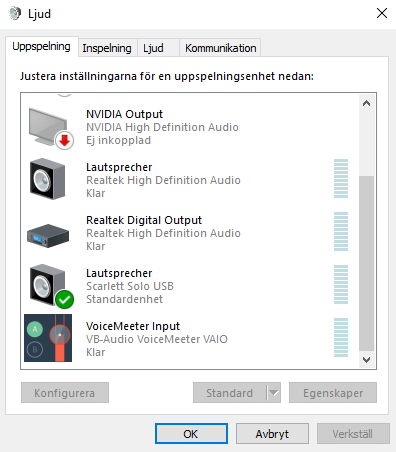 Ljud
Uppspelning Inspelning Ljud Kommunikation
Justera inställningarna för en uppspelningsenhet nedan:
NVIDIA Output
NVIDIA High Definition Audio
Ej inkopplad
Lautsprecher
Realtek High Definition Audio
Klar
Realtek Digital Output
Realtek High Definition Audio
Klar
Lautsprecher
Scarlett Solo USB
Standardenhet
A
B
VoiceMeeter Input
VB-Audio VoiceMeeter VAIO
Klar
Konfigurera Standard Egenskaper
OK Avbryt Verkställ